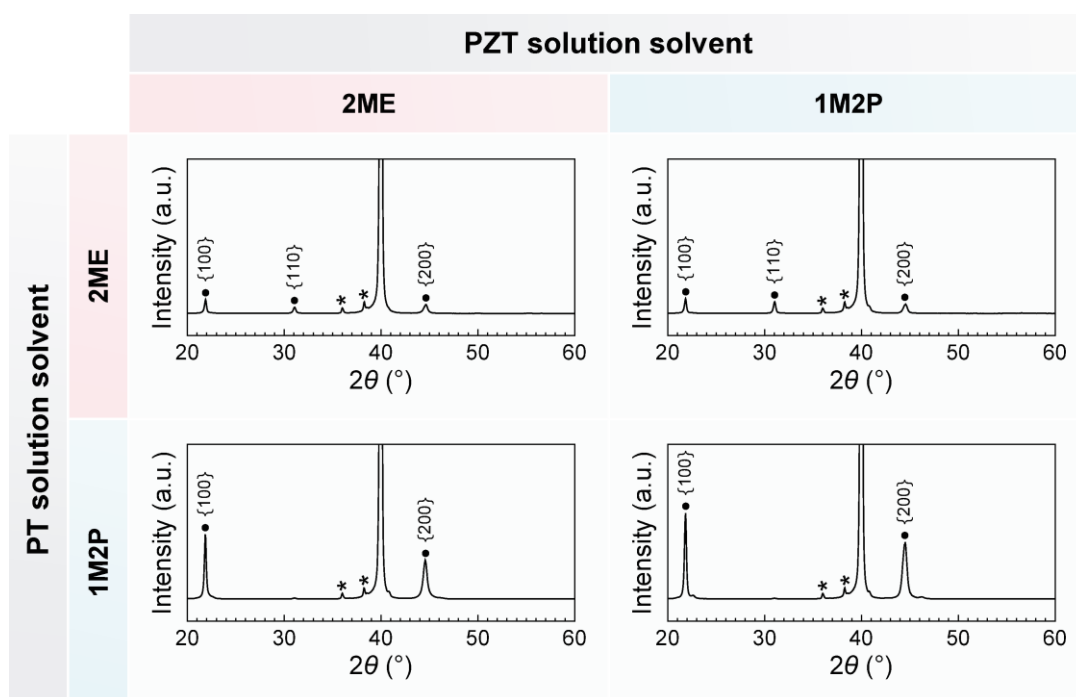 PZT solution solvent
2ME
1M2P
PT solution solvent
2ME
Intensity (a.u.)
{100}
{110}
*
*
{200}
20 30 40 50 60
2θ (°)
Intensity (a.u.)
{100}
{110}
*
*
{200}
20 30 40 50 60
2θ (°)
1M2P
Intensity (a.u.)
{100}
*
*
{200}
20 30 40 50 60
2θ (°)
Intensity (a.u.)
{100}
*
*
{200}
20 30 40 50 60
2θ (°)